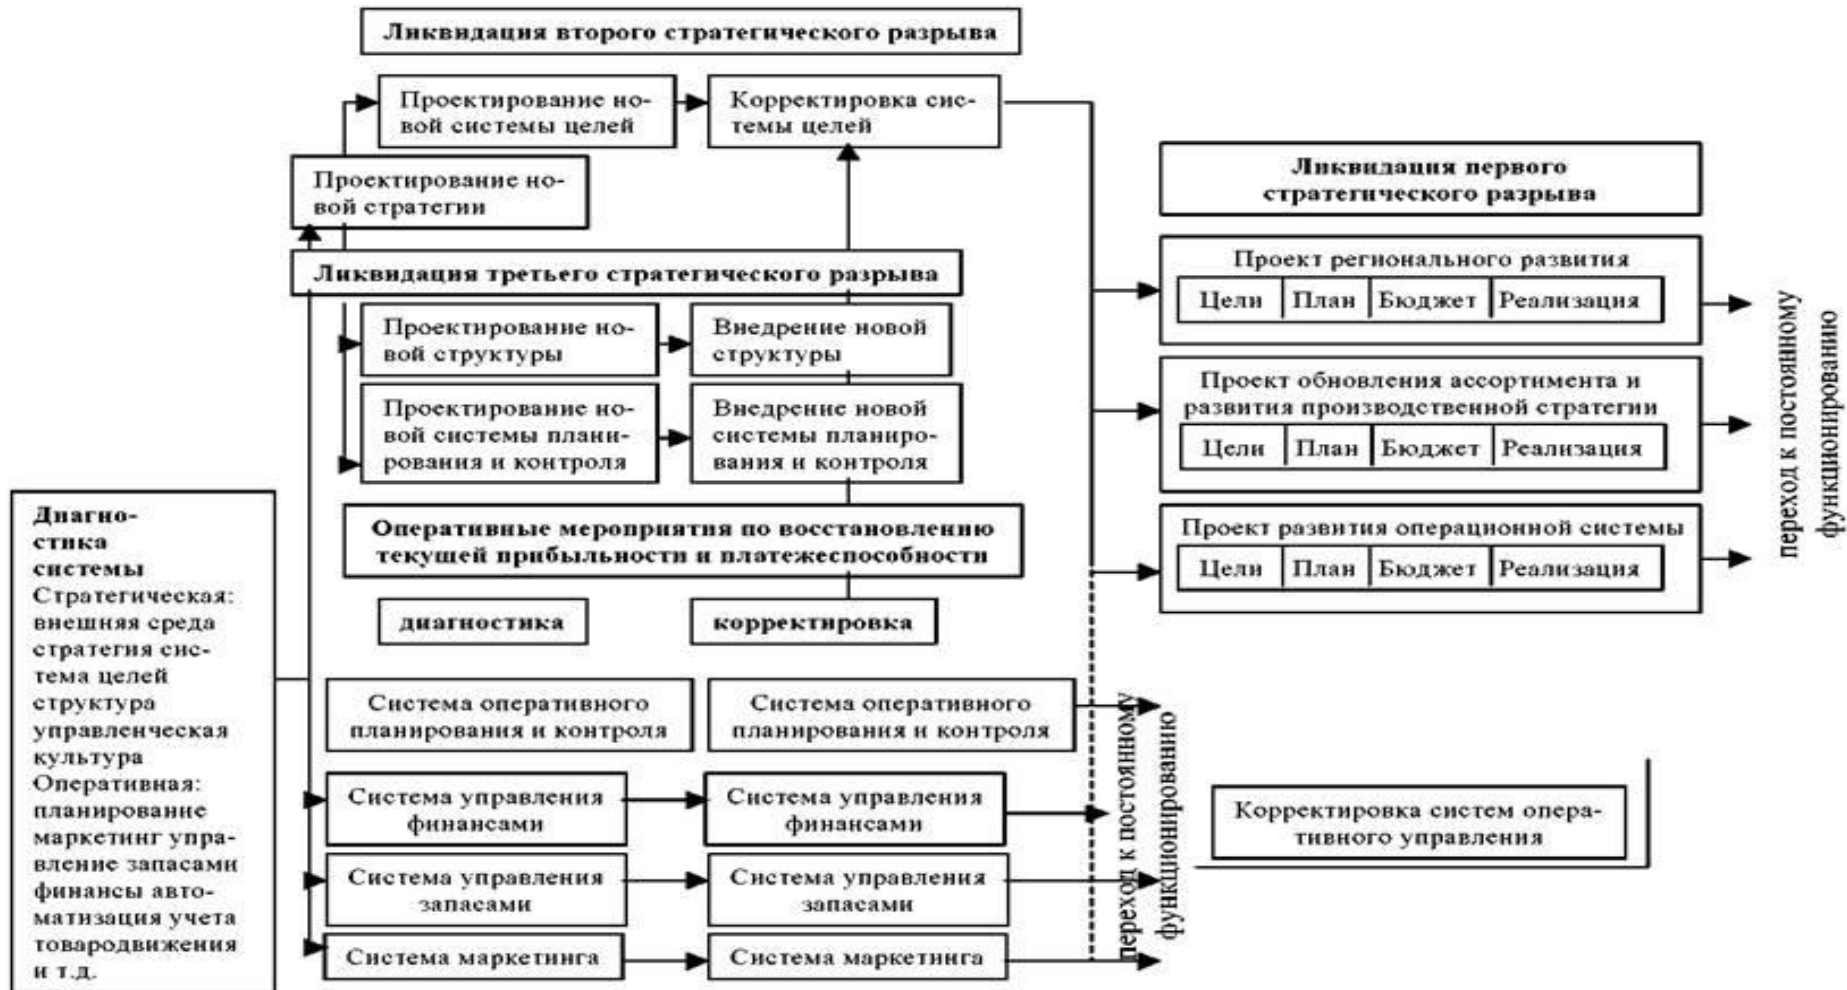 Ликвидация второго стратегического разрыва
Проектирование но-
вой системы целей
Корректировка сис-
темы целей
Проектирование но-
вой стратегии
Ликвидация третьего стратегического разрыва
Проектирование но-
вой структуры
Внедрение новой
структуры
Проектирование но-
вой системы плани-
рования и контроля
Внедрение новой
системы планиро-
вания и контроля
Оперативные мероприятия по восстановлению
текущей прибыльности и платежеспособности
диагностика
корректировка
Диагно-
стика
системы
Стратегическая:
внешняя среда
стратегия сис-
тема целей
структура
управленческая
культура
Оперативная:
планирование
маркетинг упра-
вление запасами
финансы авто-
матизация учета
товародвижения
и т.д.
Система оперативного
планирования и контроля
Система оперативного
планирования и контроля
Система управления
финансами
Система управления
финансами
Система управления
запасами
Система управления
запасами
Система маркетинга
Система маркетинга
переход к постоянному
функционированию
Ликвидация первого
стратегического разрыва
Проект регионального развития
Цели План Бюджет Реализация
Проект обновления ассортимента и
развития производственной стратегии
Цели План Бюджет Реализация
Проект развития операционной системы
Цели План Бюджет Реализация
переход к постоянному
функционированию
Корректировка систем опера-
тивного управления